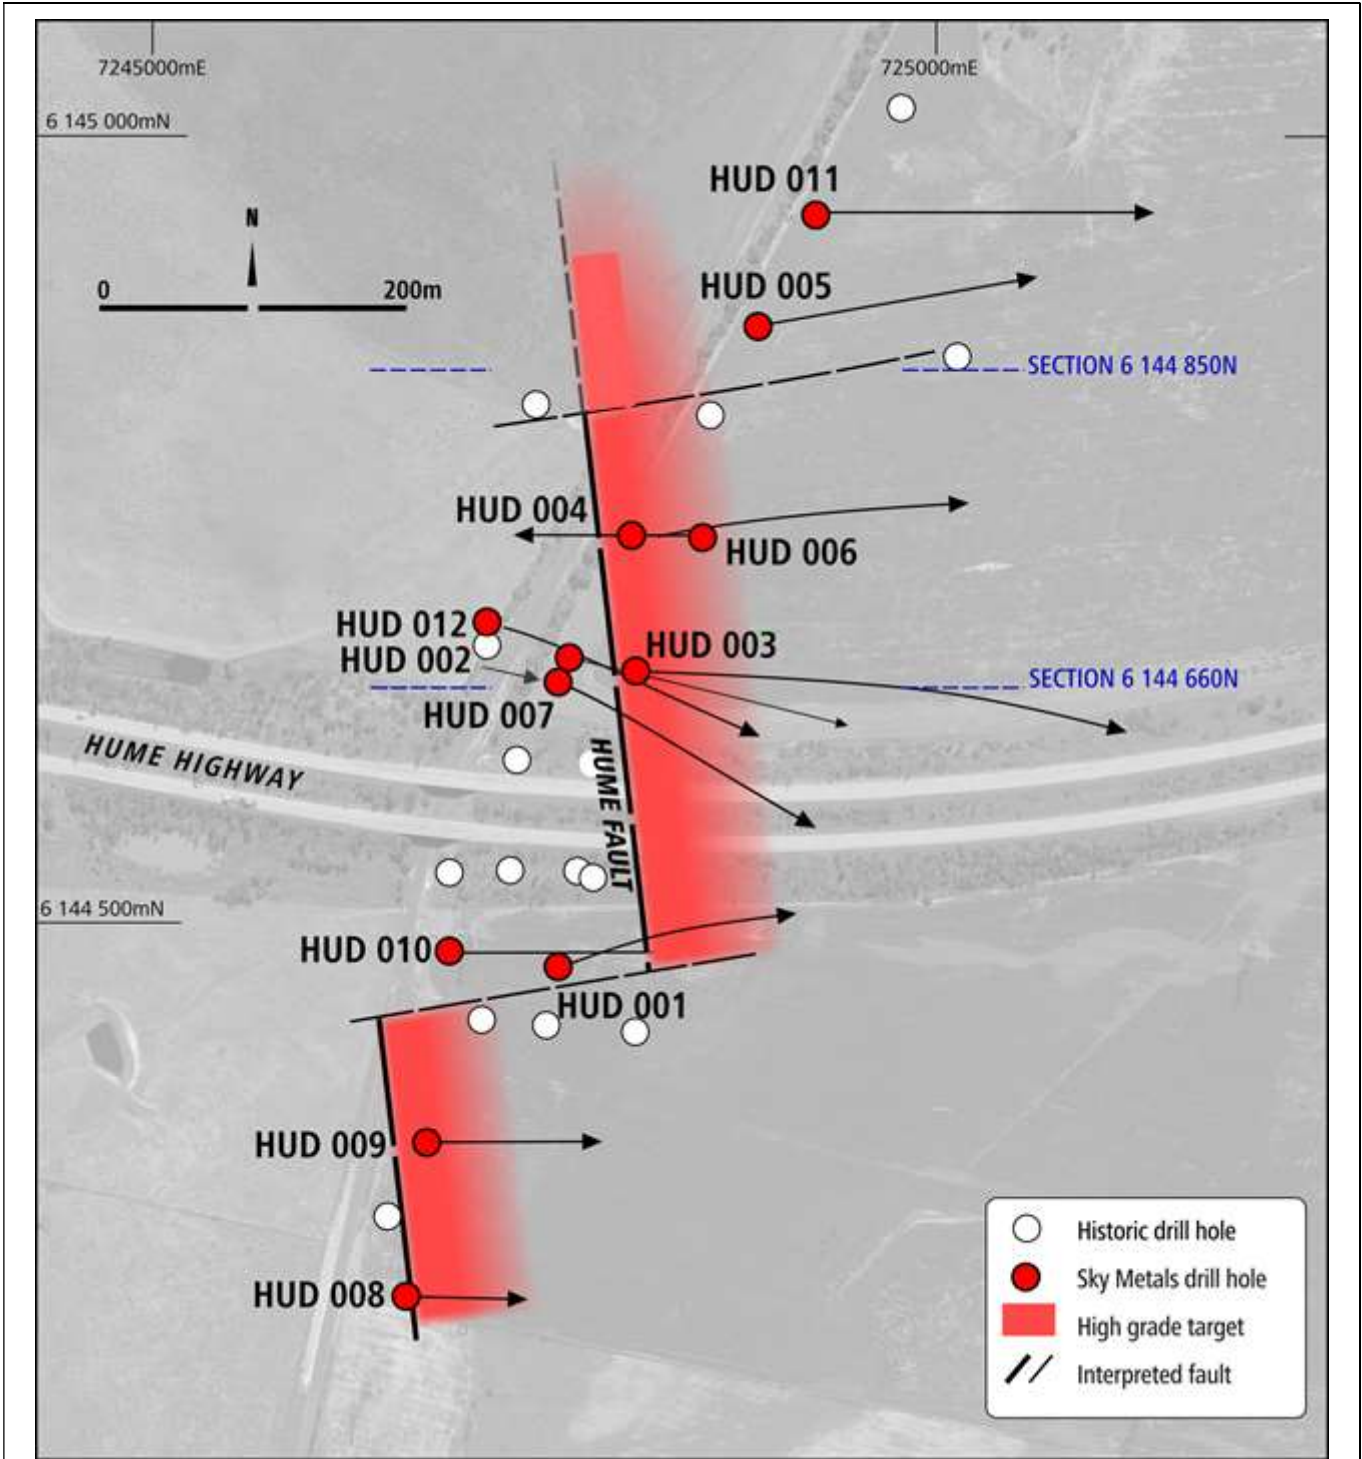 7245000mE
725000mE
6 145 000mN
HUD 011
N
0
200m
HUD 005
SECTION 6 144 850N
HUD 004
HUD 006
HUD 012
HUD 003
HUD 002
SECTION 6 144 660N
HUD 007
HUME HIGHWAY
HUME FAULT
6 144 500mN
HUD 010
HUD 001
HUD 009
HUD 008
Historic drill hole
Sky Metals drill hole
High grade target
Interpreted fault